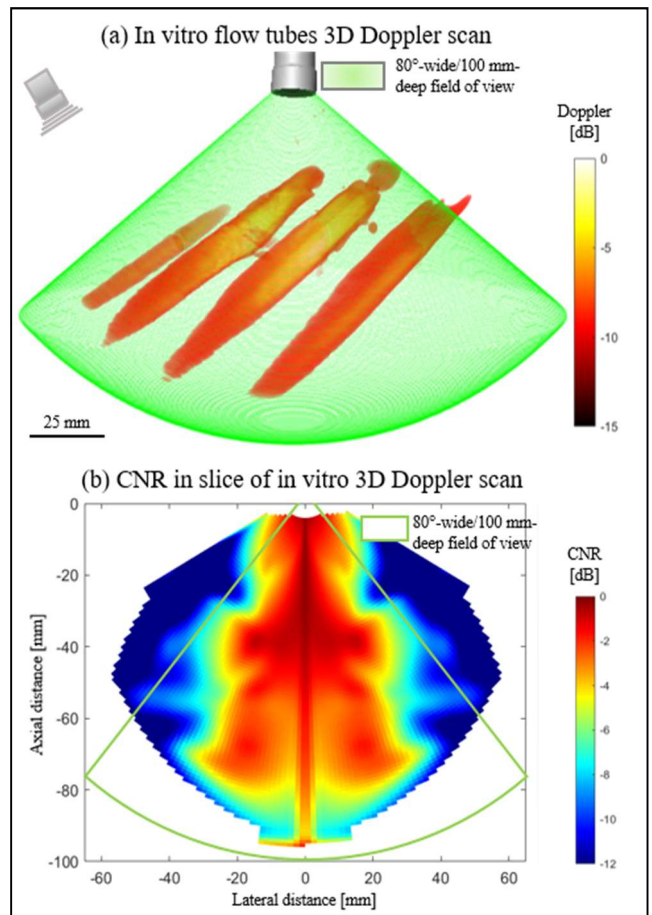 (a) In vitro flow tubes 3D Doppler scan
80°-wide/100 mm-
deep field of view
Doppler
[dB]
0
-5
-10
-15
25 mm
(b) CNR in slice of in vitro 3D Doppler scan
80°-wide/100 mm-
deep field of view
CNR
[dB]
0
-2
-4
-6
-8
-10
-12
Axial distance [mm]
0
-20
-40
-60
-80
-100
-60 -40 -20 0 20 40 60
Lateral distance [mm]